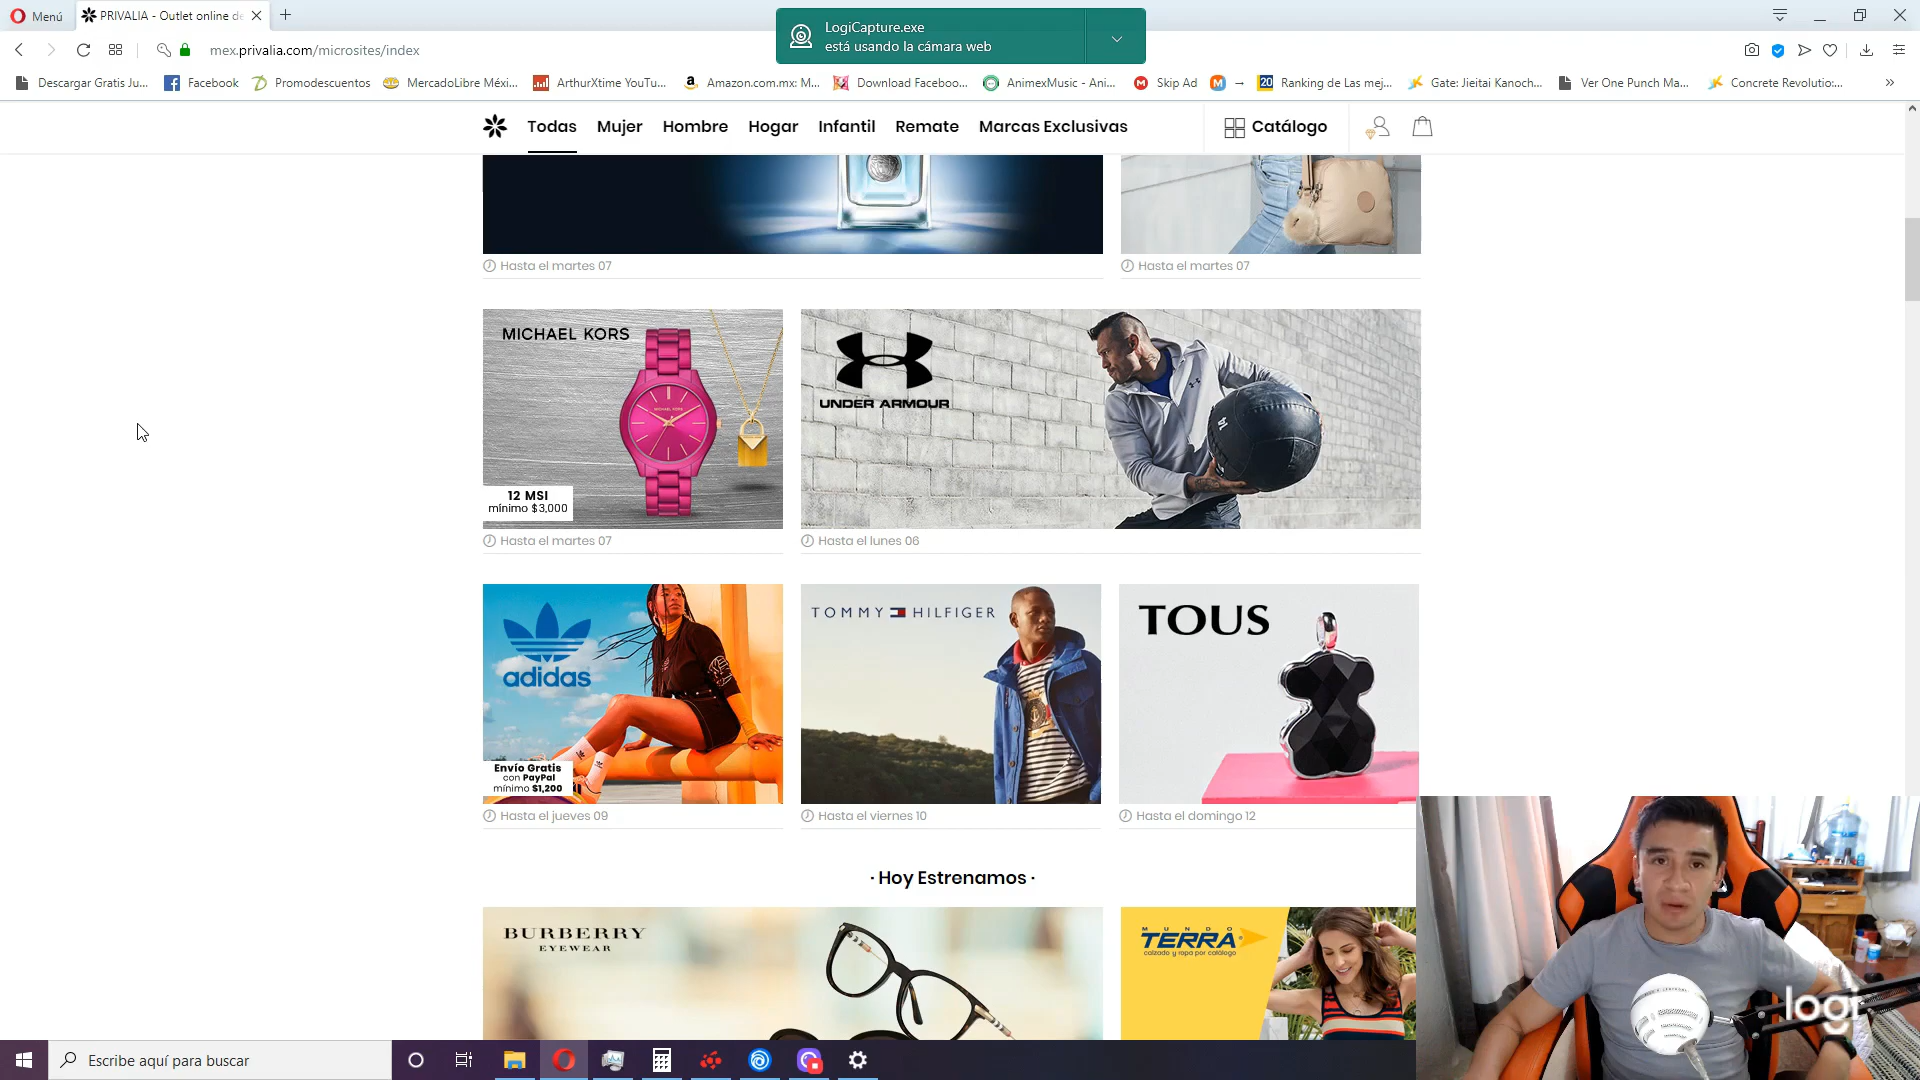 Menú
PRIVALIA - Outlet online de
LogiCapture.exe
está usando la cámara web
mex.privalia.com/microsites/index
Descargar Gratis Ju...
Facebook
Promodescuentos
MercadoLibre Méxi...
ArthurXtime YouTu...
Amazon.com.mx: M...
Download Faceboo...
AnimexMusic - Ani...
Skip Ad
→
Ranking de Las mej...
Gate: Jieitai Kanoch...
Ver One Punch Ma...
Concrete Revolutio:...
»
Todas
Mujer
Hombre
Hogar
Infantil
Remate
Marcas Exclusivas
Catálogo
Hasta el martes 07
Hasta el martes 07
MICHAEL KORS
12 MSI
mínimo $3,000
Hasta el martes 07
UNDER ARMOUR
Hasta el lunes 06
adidas
Envío Gratis
con PayPal
mínimo $1,200
Hasta el jueves 09
TOMMY HILFIGER
Hasta el viernes 10
TOUS
Hasta el domingo 12
· Hoy Estrenamos ·
BURBERRY
EYEWEAR
MUNDO
TERRA
calzado y ropa por catálogo
logi
Escribe aquí para buscar